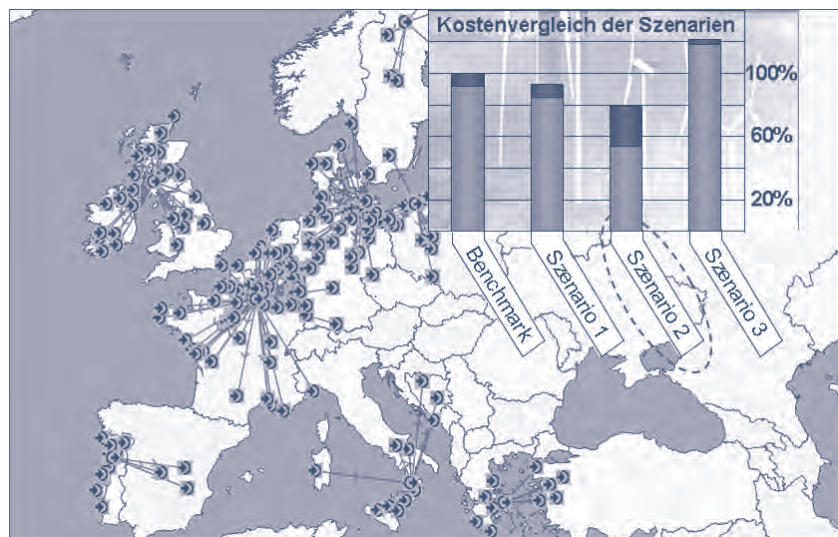 Kostenvergleich der Szenarien
100%
60%
20%
Benchmark
Szenario 1
Szenario 2
Szenario 3